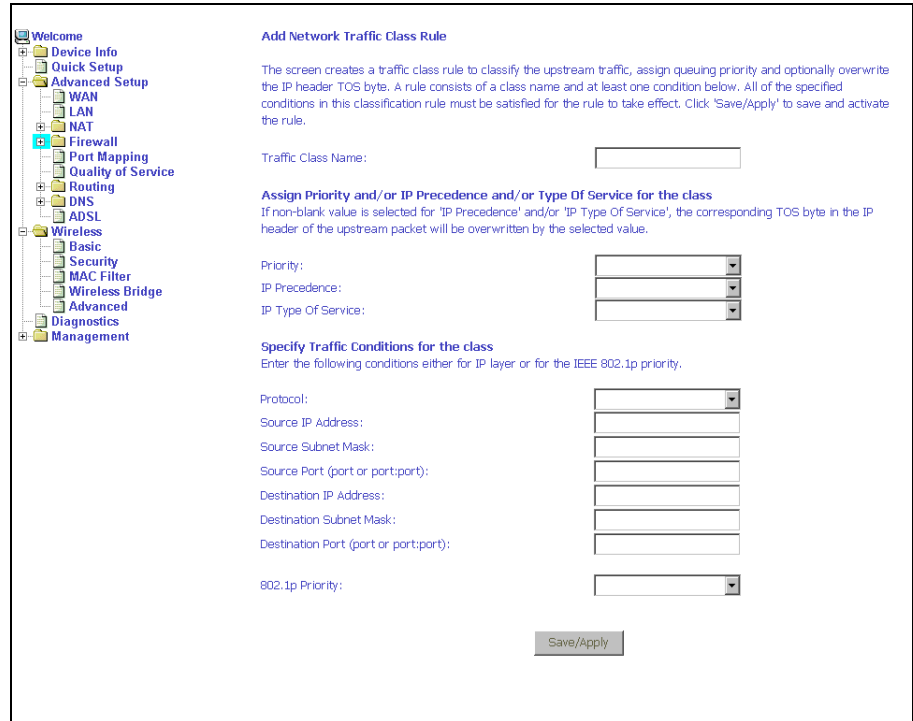 Welcome
Device Info
Quick Setup
Advanced Setup
WAN
LAN
NAT
Firewall
Port Mapping
Quality of Service
Routing
DNS
ADSL
Wireless
Basic
Security
MAC Filter
Wireless Bridge
Advanced
Diagnostics
Management
Add Network Traffic Class Rule
The screen creates a traffic class rule to classify the upstream traffic, assign queuing priority and optionally overwrite
the IP header TOS byte. A rule consists of a class name and at least one condition below. All of the specified
conditions in this classification rule must be satisfied for the rule to take effect. Click 'Save/Apply' to save and activate
the rule.
Traffic Class Name:
Assign Priority and/or IP Precedence and/or Type Of Service for the class
If non-blank value is selected for 'IP Precedence' and/or 'IP Type Of Service', the corresponding TOS byte in the IP
header of the upstream packet will be overwritten by the selected value.
Priority:
IP Precedence:
IP Type Of Service:
Specify Traffic Conditions for the class
Enter the following conditions either for IP layer or for the IEEE 802.1p priority.
Protocol:
Source IP Address:
Source Subnet Mask:
Source Port (port or port:port):
Destination IP Address:
Destination Subnet Mask:
Destination Port (port or port:port):
802.1p Priority:
Save/Apply